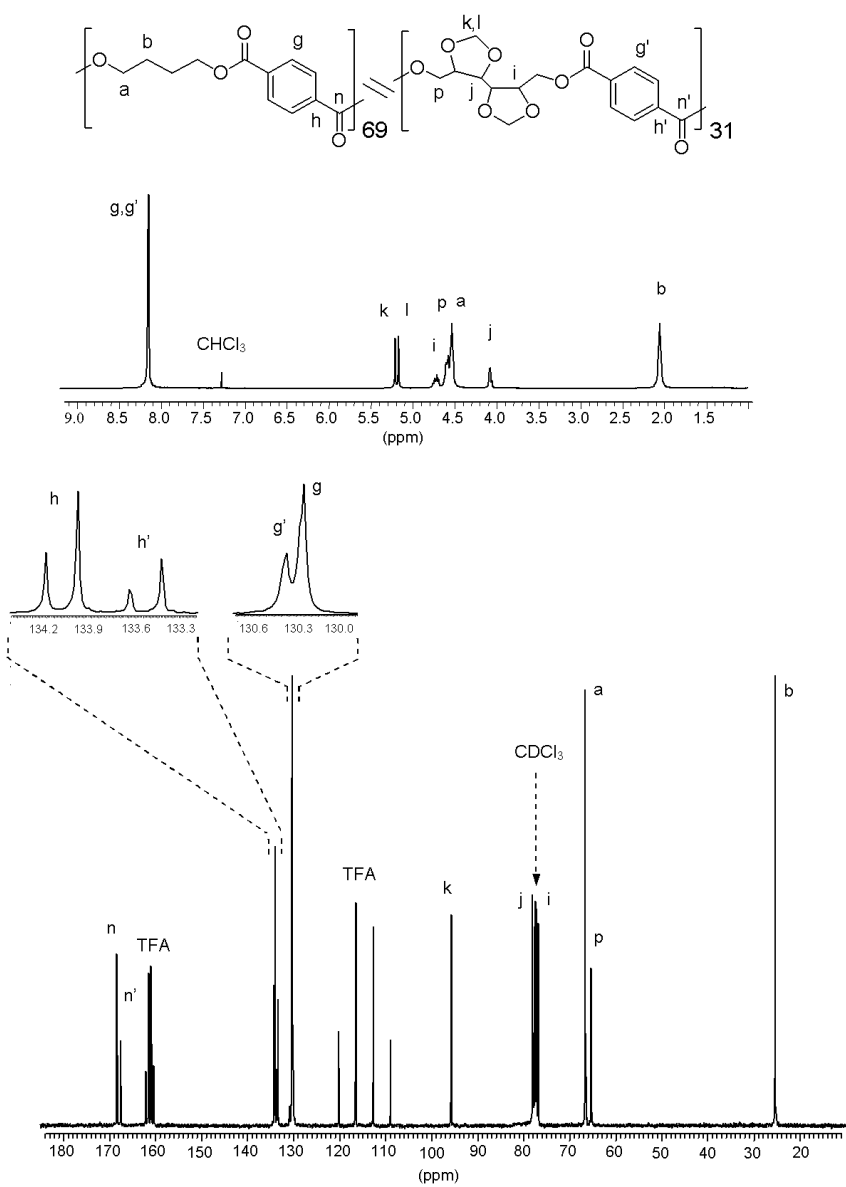 k,l
b
g
g'
O
O
O
O
O
O
O
i
O
O
O
O
a
p
j
n
n'
h
O
O
O
h'
O
69
31
g,g'
CHCl3
k
l
p
a
i
j
b
9.0 8.5 8.0 7.5 7.0 6.5 6.0 5.5 5.0 4.5 4.0 3.5 3.0 2.5 2.0 1.5
(ppm)
h
h'
g'
g
134.2 133.9 133.6 133.3
130.6 130.3 130.0
a
b
CDCl3
n
TFA
n'
TFA
k
j
i
p
180 170 160 150 140 130 120 110 100 90 80 70 60 50 40 30 20
(ppm)